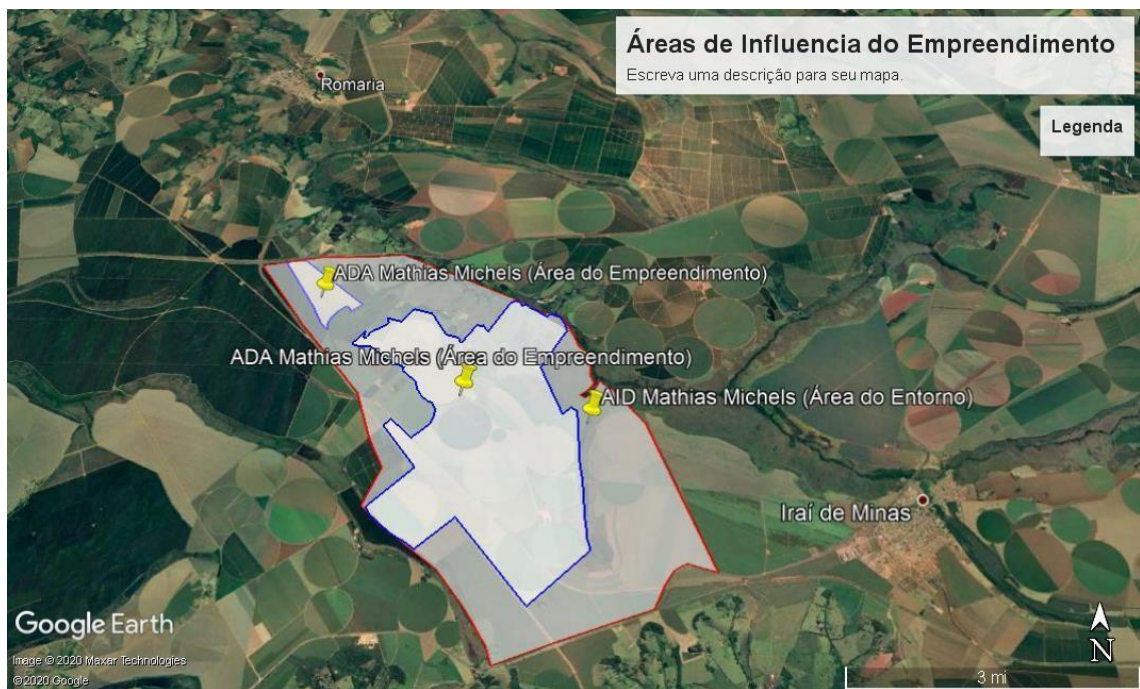 Áreas de Influencia do Empreendimento
Escreva uma descrição para seu mapa.
Legenda
Romaria
ADA Mathias Michels (Área do Empreendimento)
ADA Mathias Michels (Área do Empreendimento)
AID Mathias Michels (Área do Entorno)
Iraí de Minas
Google Earth
Image © 2020 Maxar Technologies
©2020 Google
N
3 mi